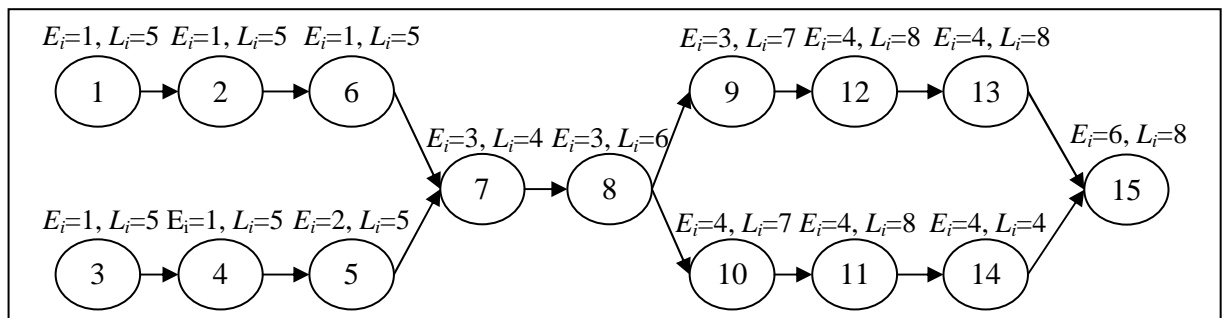 Ei=1, Li=5 Ei=1, Li=5 Ei=1, Li=5 Ei=3, Li=7 Ei=4, Li=8 Ei=4, Li=8
1 2 6 9 12 13
Ei=3, Li=4 Ei=3, Li=6 Ei=6, Li=8
7 8 15
Ei=1, Li=5 Ei=1, Li=5 Ei=2, Li=5 Ei=4, Li=7 Ei=4, Li=8 Ei=4, Li=4
3 4 5 10 11 14